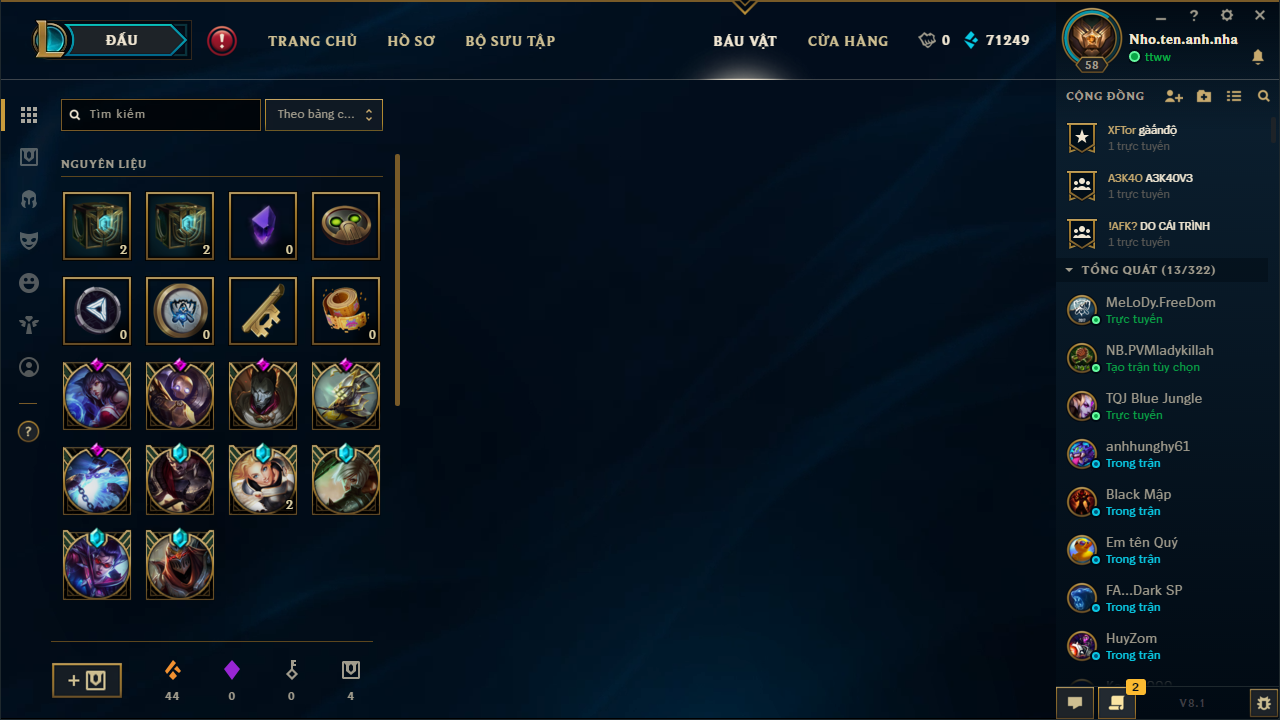 ĐẤU
TRANG CHỦ
HỒ SƠ
BỘ SƯU TẬP
BÁU VẬT
CỬA HÀNG
0
71249
58
Nho.ten.anh.nha
ttww
Tìm kiếm
Theo bảng c...
NGUYÊN LIỆU
2
2
0
0
0
0
2
44
0
0
4
CỘNG ĐỒNG
XFTor gàấndộ
1 trực tuyến
A3K4O A3K4OV3
1 trực tuyến
!AFK? DO CÁI TRÌNH
1 trực tuyến
TỔNG QUÁT (13/322)
MeLoDy.FreeDom
Trực tuyến
NB.PVMladykillah
Tạo trận tùy chọn
TQJ Blue Jungle
Trực tuyến
anhhunghy61
Trong trận
Black Mập
Trong trận
Em tên Quý
Trong trận
FA...Dark SP
Trong trận
HuyZom
Trong trận
2
V8.1